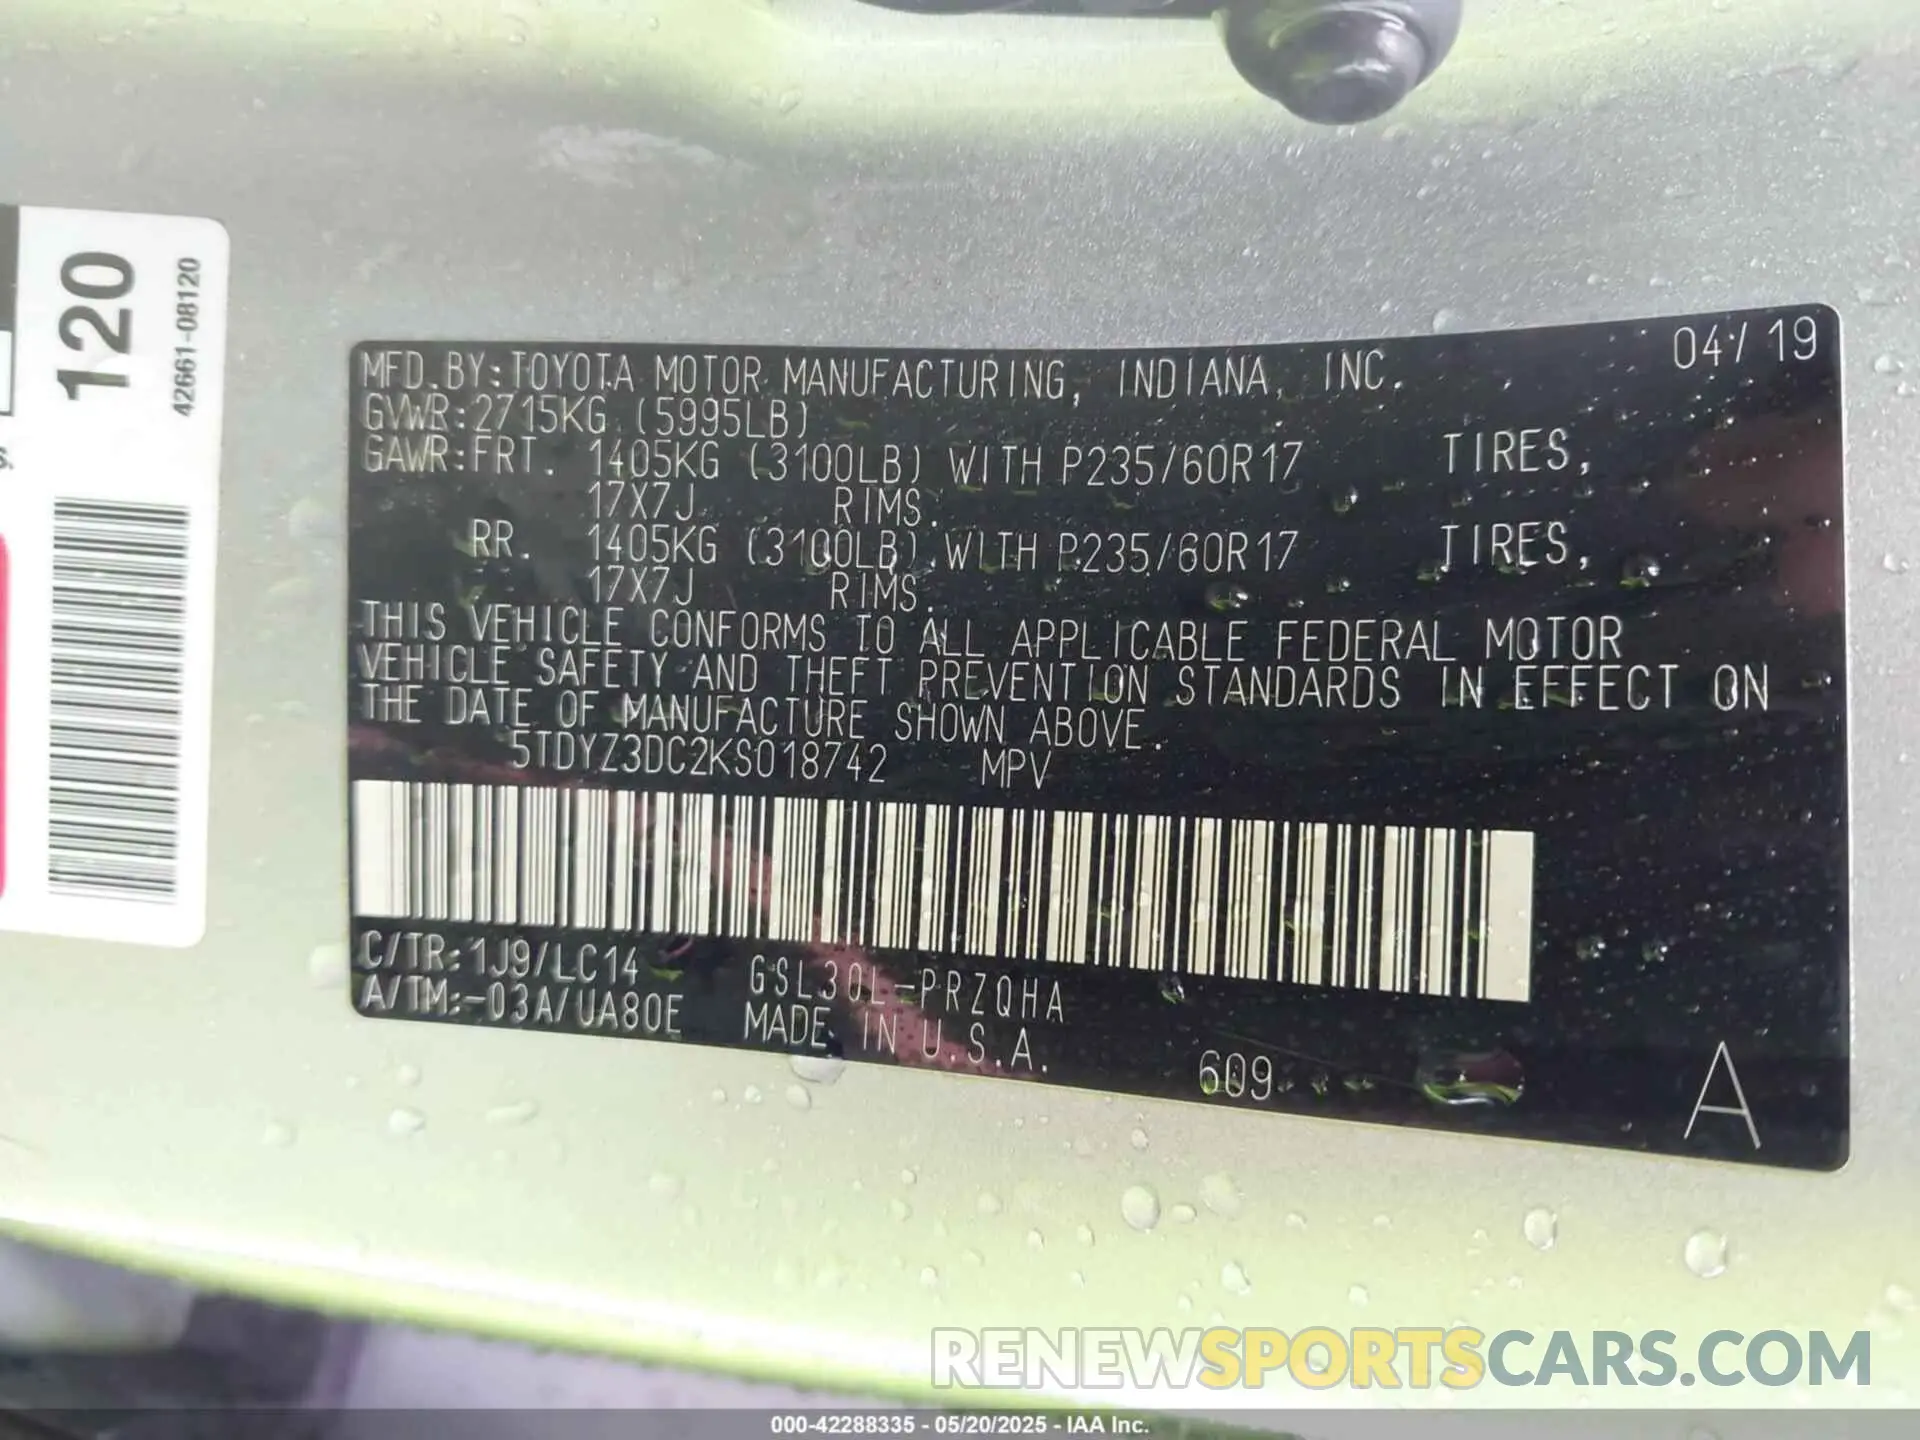 120
42661-08120
S.
04/19
MFD.BY:TOYOTA MOTOR MANUFACTURING, INDIANA, INC.
GVWR:2715KG (5995LB)
GAWR:FRT. 1405KG (3100LB) WITH P235/60R17 TIRES,
17X7J RIMS.
RR. 1405KG (3100LB) WITH P235/60R17 TIRES,
17X7J RIMS.
THIS VEHICLE CONFORMS TO ALL APPLICABLE FEDERAL MOTOR
VEHICLE SAFETY AND THEFT PREVENTION STANDARDS IN EFFECT ON
THE DATE OF MANUFACTURE SHOWN ABOVE.
5TDYZ3DC2KS018742 MPV
C/TR:1J9/LC14 GSL30L-PRZQHA
A/TM:-03A/UA80E MADE IN U.S.A.
609
A
RENEWSPORTSCARS.COM
000-42288335 - 05/20/2025 - IAA Inc.